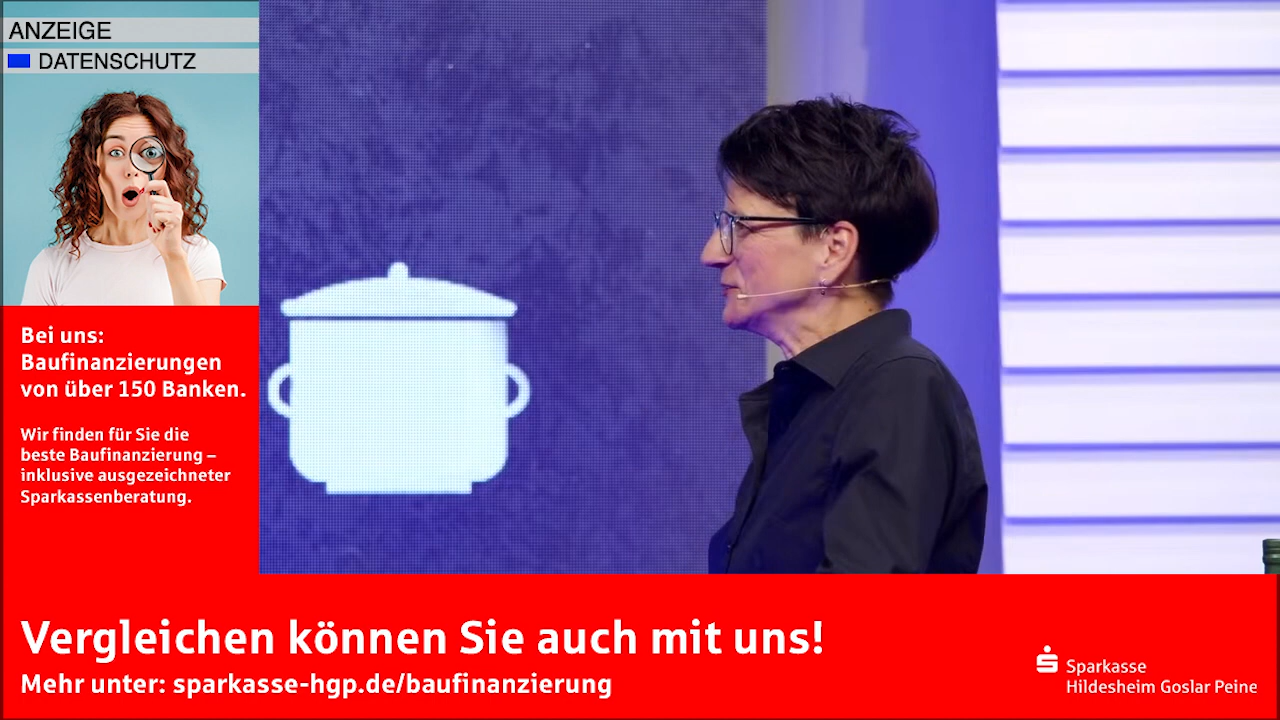 ANZEIGE
DATENSCHUTZ
Bei uns:
Baufinanzierungen
von über 150 Banken.
Wir finden für Sie die
beste Baufinanzierung –
inklusive ausgezeichneter
Sparkassenberatung.
Vergleichen können Sie auch mit uns!
Mehr unter: sparkasse-hgp.de/baufinanzierung
Sparkasse
Hildesheim Goslar Peine